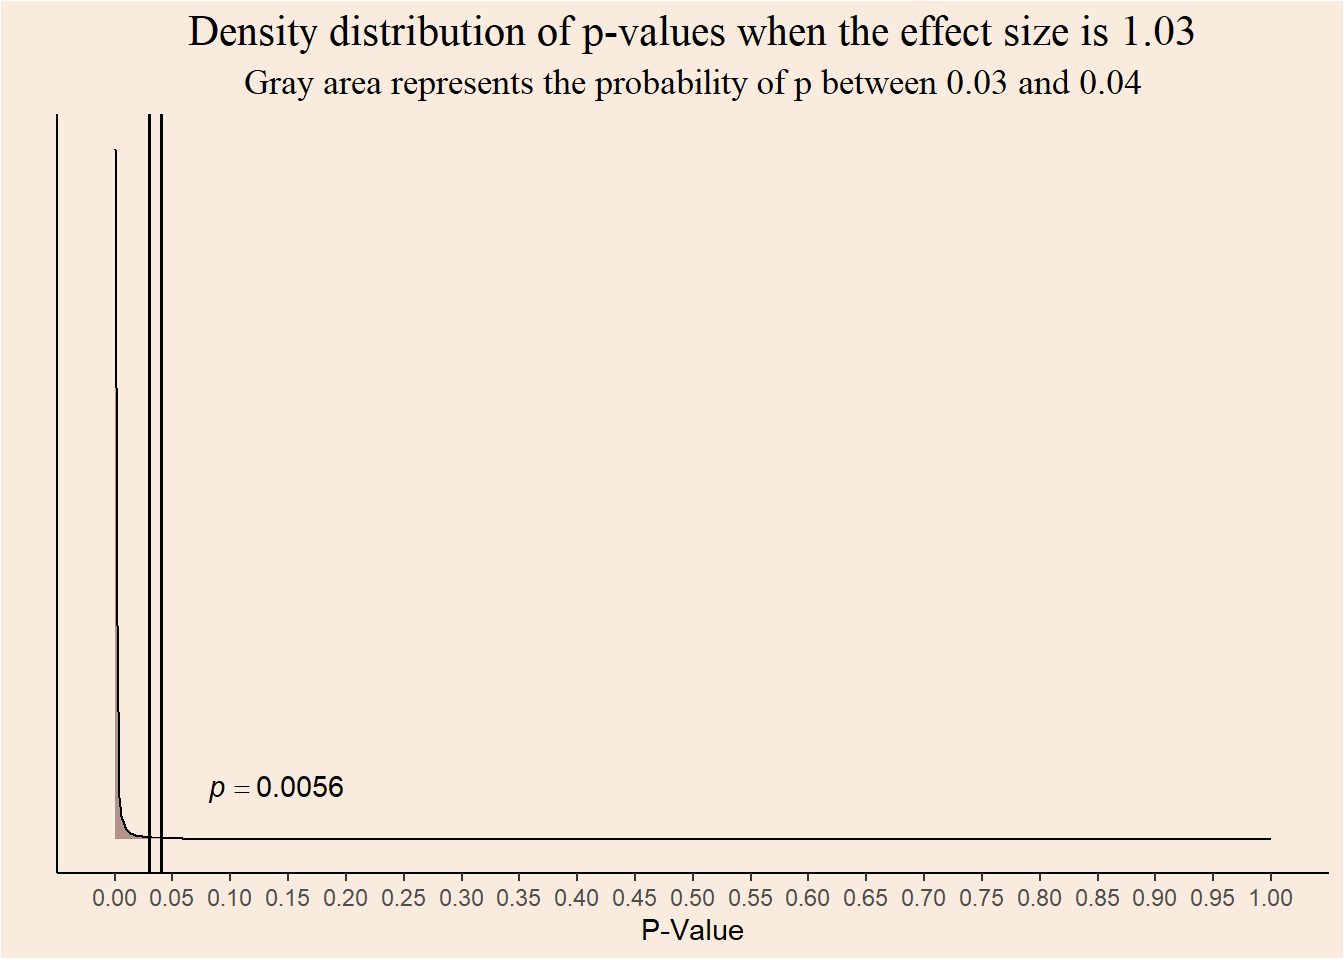 Density distribution of p-values when the effect size is 1.03
Gray area represents the probability of p between 0.03 and 0.04
p = 0.0056
0.00 0.05 0.10 0.15 0.20 0.25 0.30 0.35 0.40 0.45 0.50 0.55 0.60 0.65 0.70 0.75 0.80 0.85 0.90 0.95 1.00
P-Value